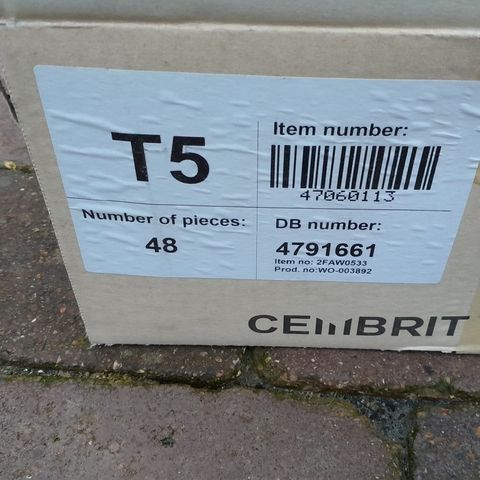 T5
Item number:
47060113
Number of pieces:
48
DB number:
4791661
Item no: 2FAW0533
Prod. no:WO-003892
CEMBRIT